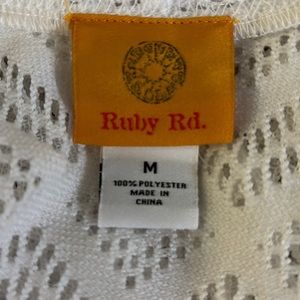 Ruby Rd.
M
100% POLYESTER
MADE IN
CHINA